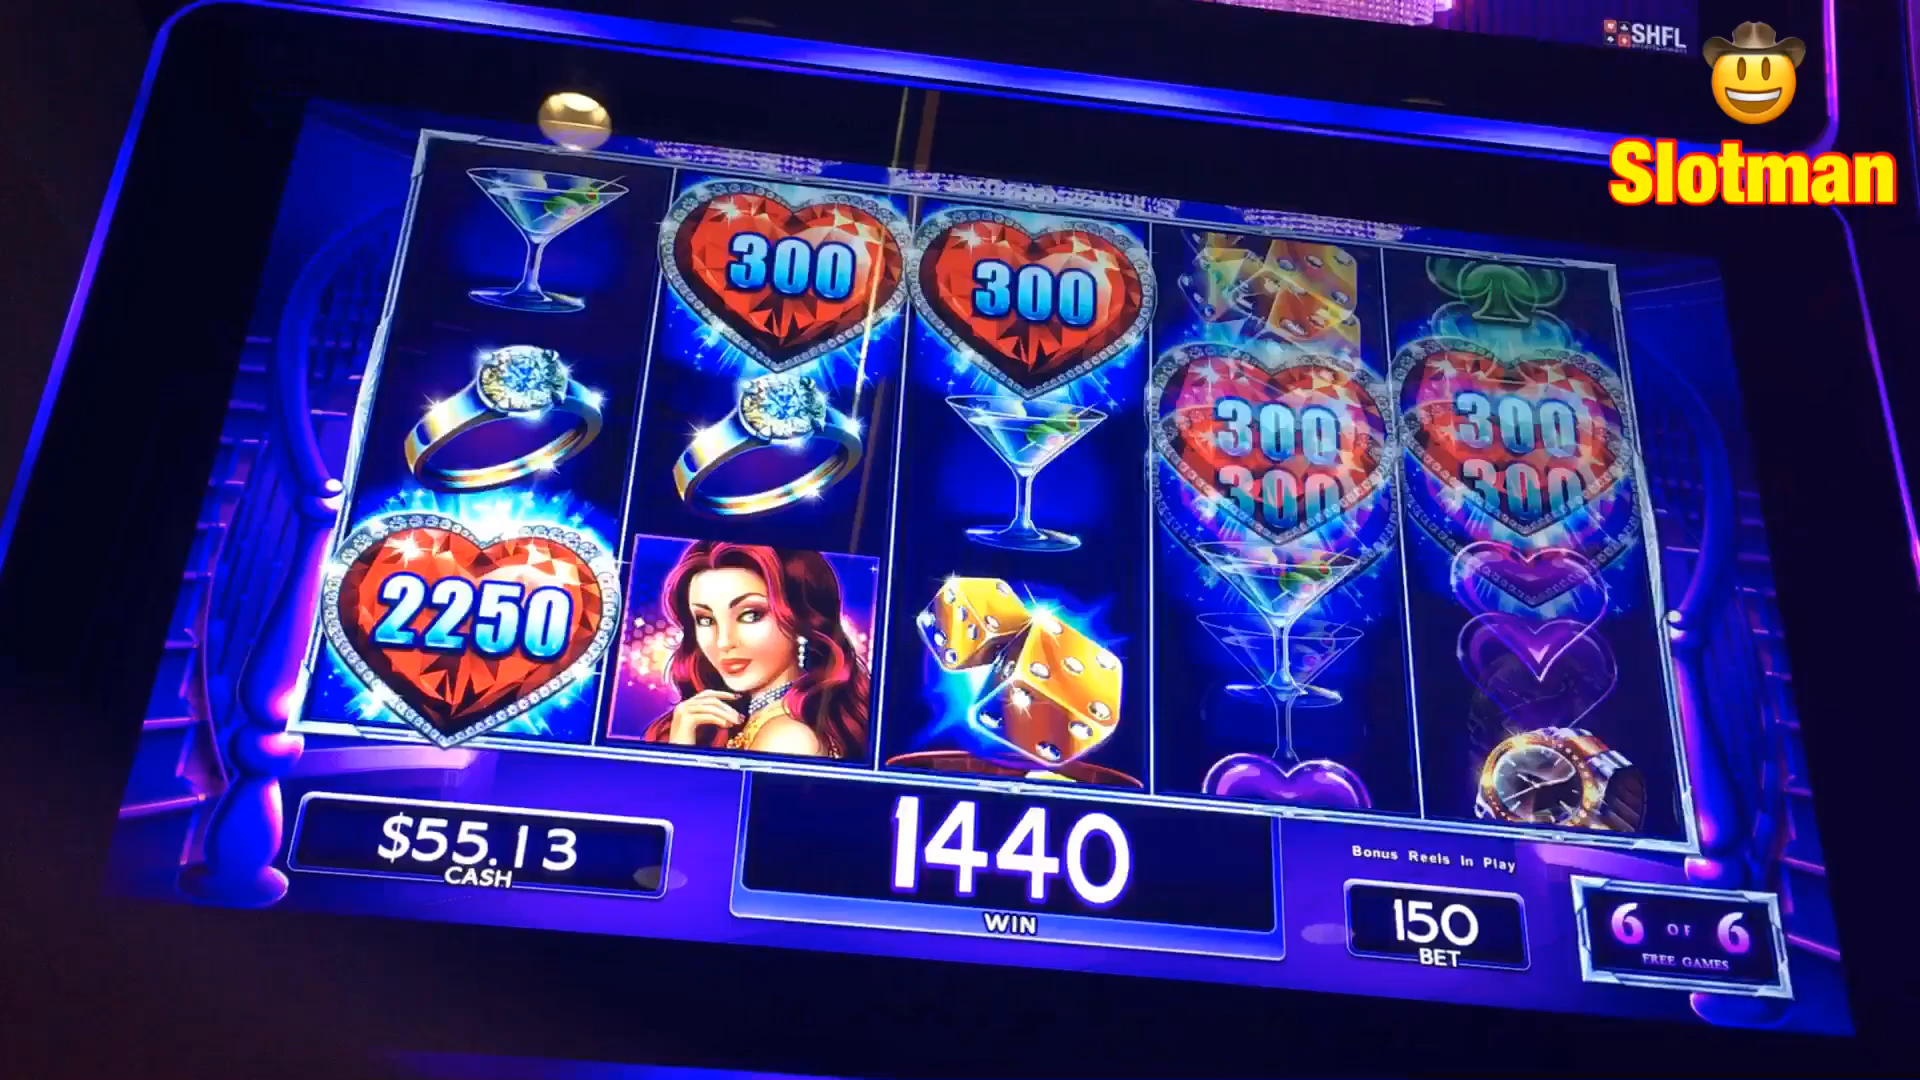 SHFL
Slotman
300
300
300
300
300
300
2250
$55.13
CASH
1440
WIN
Bonus Reels In Play
150
BET
6 OF 6
FREE GAMES